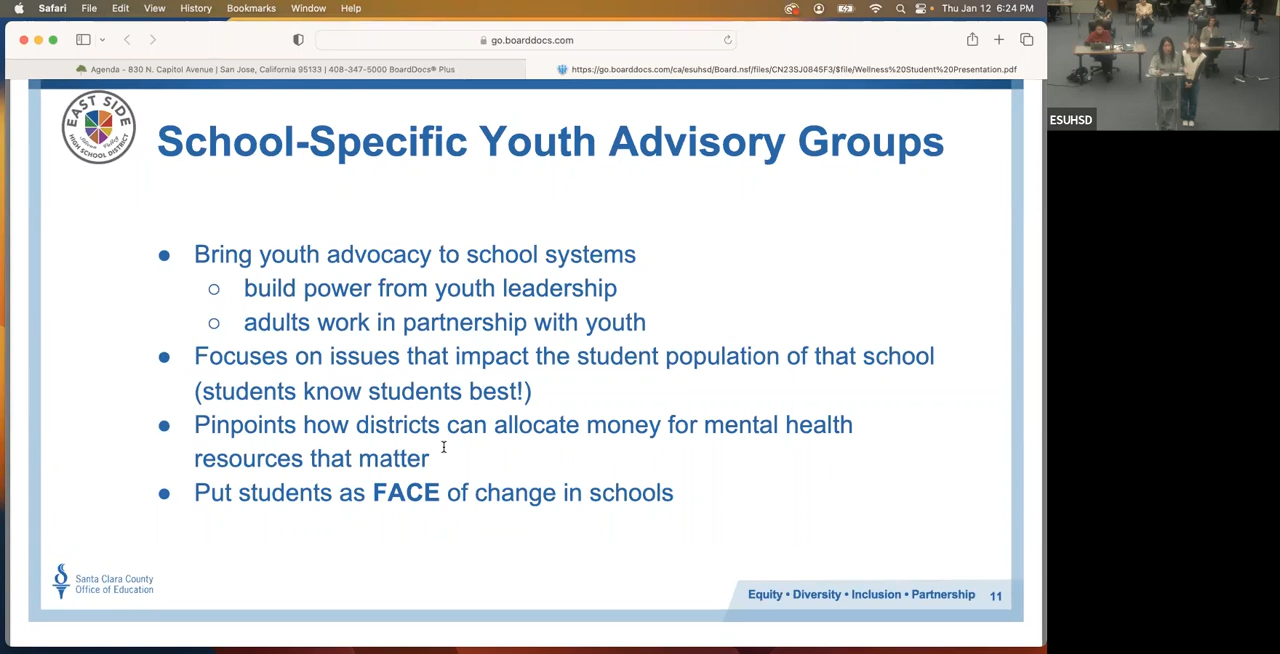 Safari File Edit View History Bookmarks Window Help Thu Jan 12 6:24 PM
go.boarddocs.com
Agenda - 830 N. Capitol Avenue | San Jose, California 95133 | 408-347-5000 BoardDocs® Plus
https://go.boarddocs.com/ca/esuhsd/Board.nsf/files/CN23SJ0845F3/$file/Wellness%20Student%20Presentation.pdf
ESUHSD
EAST SIDE
HIGH SCHOOL DISTRICT
School-Specific Youth Advisory Groups
● Bring youth advocacy to school systems
○ build power from youth leadership
○ adults work in partnership with youth
● Focuses on issues that impact the student population of that school
(students know students best!)
● Pinpoints how districts can allocate money for mental health
resources that matter
● Put students as FACE of change in schools
Santa Clara County
Office of Education
Equity • Diversity • Inclusion • Partnership 11